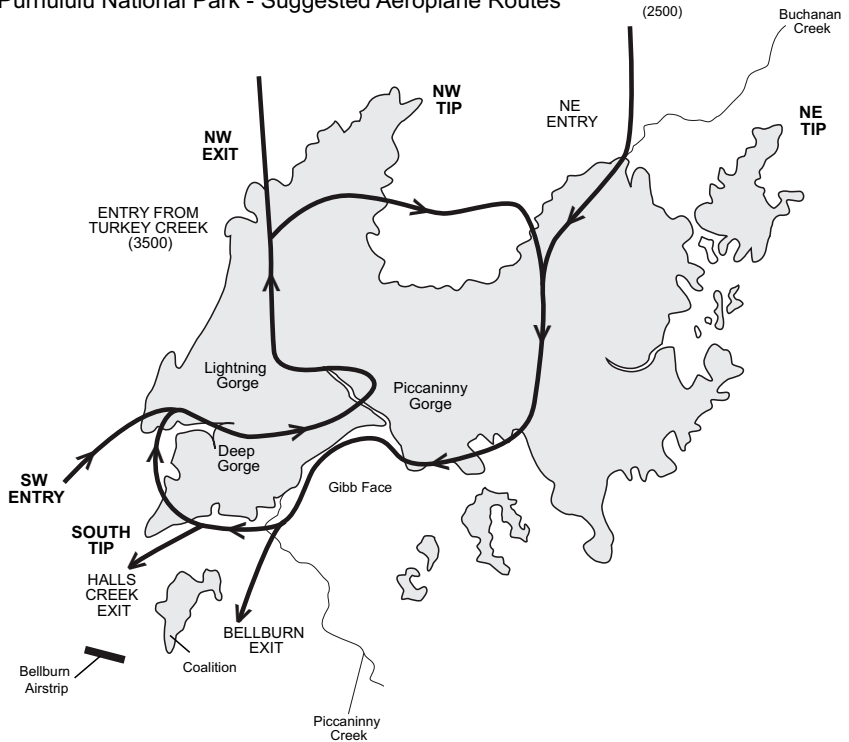 Purnululu National Park - Suggested Aeroplane Routes
(2500)
Buchanan
Creek
NW
TIP
NE
ENTRY
NE
TIP
NW
EXIT
ENTRY FROM
TURKEY CREEK
(3500)
Lightning
Gorge
Piccaninny
Gorge
Deep
Gorge
SW
ENTRY
Gibb Face
SOUTH
TIP
HALLS
CREEK
EXIT
BELLBURN
EXIT
Coalition
Bellburn
Airstrip
Piccaninny
Creek